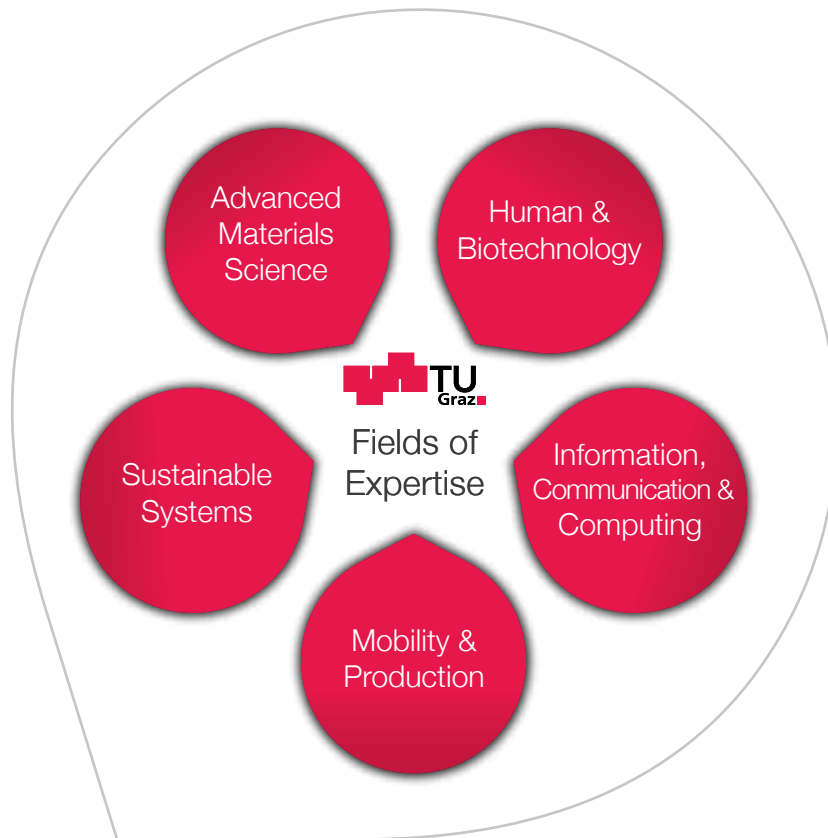 Advanced
Materials
Science
Human &
Biotechnology
TU
Graz
Fields of
Expertise
Sustainable
Systems
Information,
Communication &
Computing
Mobility &
Production